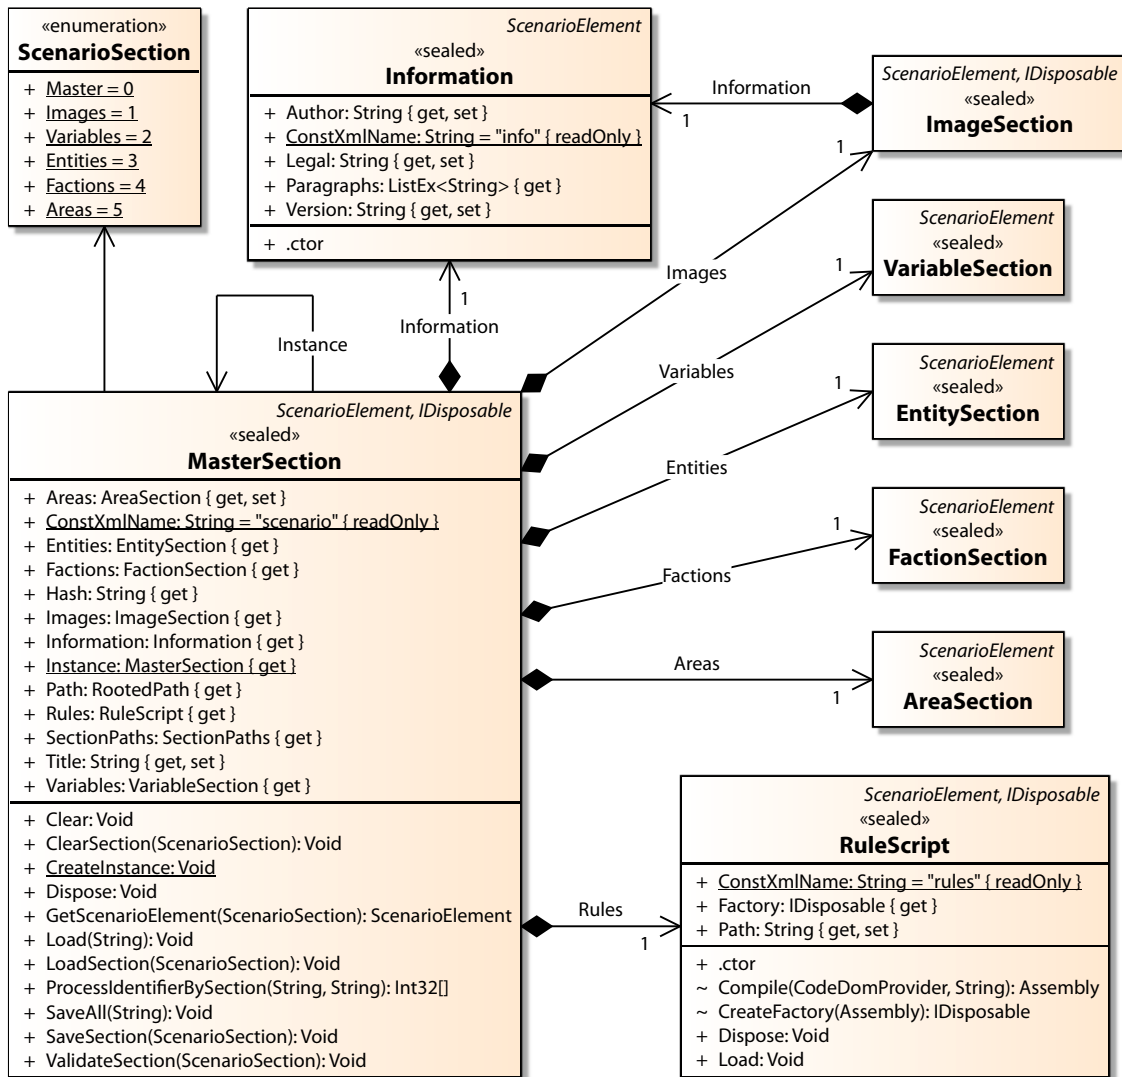 «enumeration»
ScenarioSection
+ Master = 0
+ Images = 1
+ Variables = 2
+ Entities = 3
+ Factions = 4
+ Areas = 5
ScenarioElement
«sealed»
Information
+ Author: String { get, set }
+ ConstXmlName: String = "info" { readOnly }
+ Legal: String { get, set }
+ Paragraphs: ListEx<String> { get }
+ Version: String { get, set }
+ .ctor
Information
1
ScenarioElement, IDisposable
«sealed»
ImageSection
1
Images
ScenarioElement
«sealed»
VariableSection
1
Variables
ScenarioElement
«sealed»
EntitySection
1
Entities
ScenarioElement
«sealed»
FactionSection
1
Factions
ScenarioElement
«sealed»
AreaSection
Areas
1
1
Information
Instance
ScenarioElement, IDisposable
«sealed»
MasterSection
+ Areas: AreaSection { get, set }
+ ConstXmlName: String = "scenario" { readOnly }
+ Entities: EntitySection { get }
+ Factions: FactionSection { get }
+ Hash: String { get }
+ Images: ImageSection { get }
+ Information: Information { get }
+ Instance: MasterSection { get }
+ Path: RootedPath { get }
+ Rules: RuleScript { get }
+ SectionPaths: SectionPaths { get }
+ Title: String { get, set }
+ Variables: VariableSection { get }
+ Clear: Void
+ ClearSection(ScenarioSection): Void
+ CreateInstance: Void
+ Dispose: Void
+ GetScenarioElement(ScenarioSection): ScenarioElement
+ Load(String): Void
+ LoadSection(ScenarioSection): Void
+ ProcessIdentifierBySection(String, String): Int32[]
+ SaveAll(String): Void
+ SaveSection(ScenarioSection): Void
+ ValidateSection(ScenarioSection): Void
Rules
1
ScenarioElement, IDisposable
«sealed»
RuleScript
+ ConstXmlName: String = "rules" { readOnly }
+ Factory: IDisposable { get }
+ Path: String { get, set }
+ .ctor
~ Compile(CodeDomProvider, String): Assembly
~ CreateFactory(Assembly): IDisposable
+ Dispose: Void
+ Load: Void